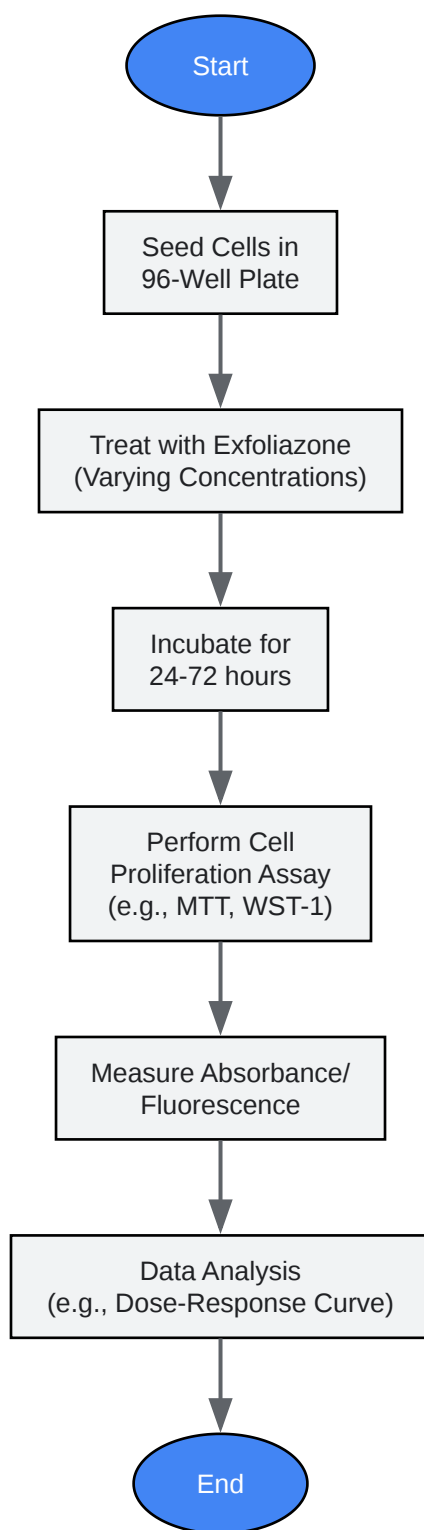 Start
Seed Cells in
96-Well Plate
Treat with Exfoliazone
(Varying Concentrations)
Incubate for
24-72 hours
Perform Cell
Proliferation Assay
(e.g., MTT, WST-1)
Measure Absorbance/
Fluorescence
Data Analysis
(e.g., Dose-Response Curve)
End